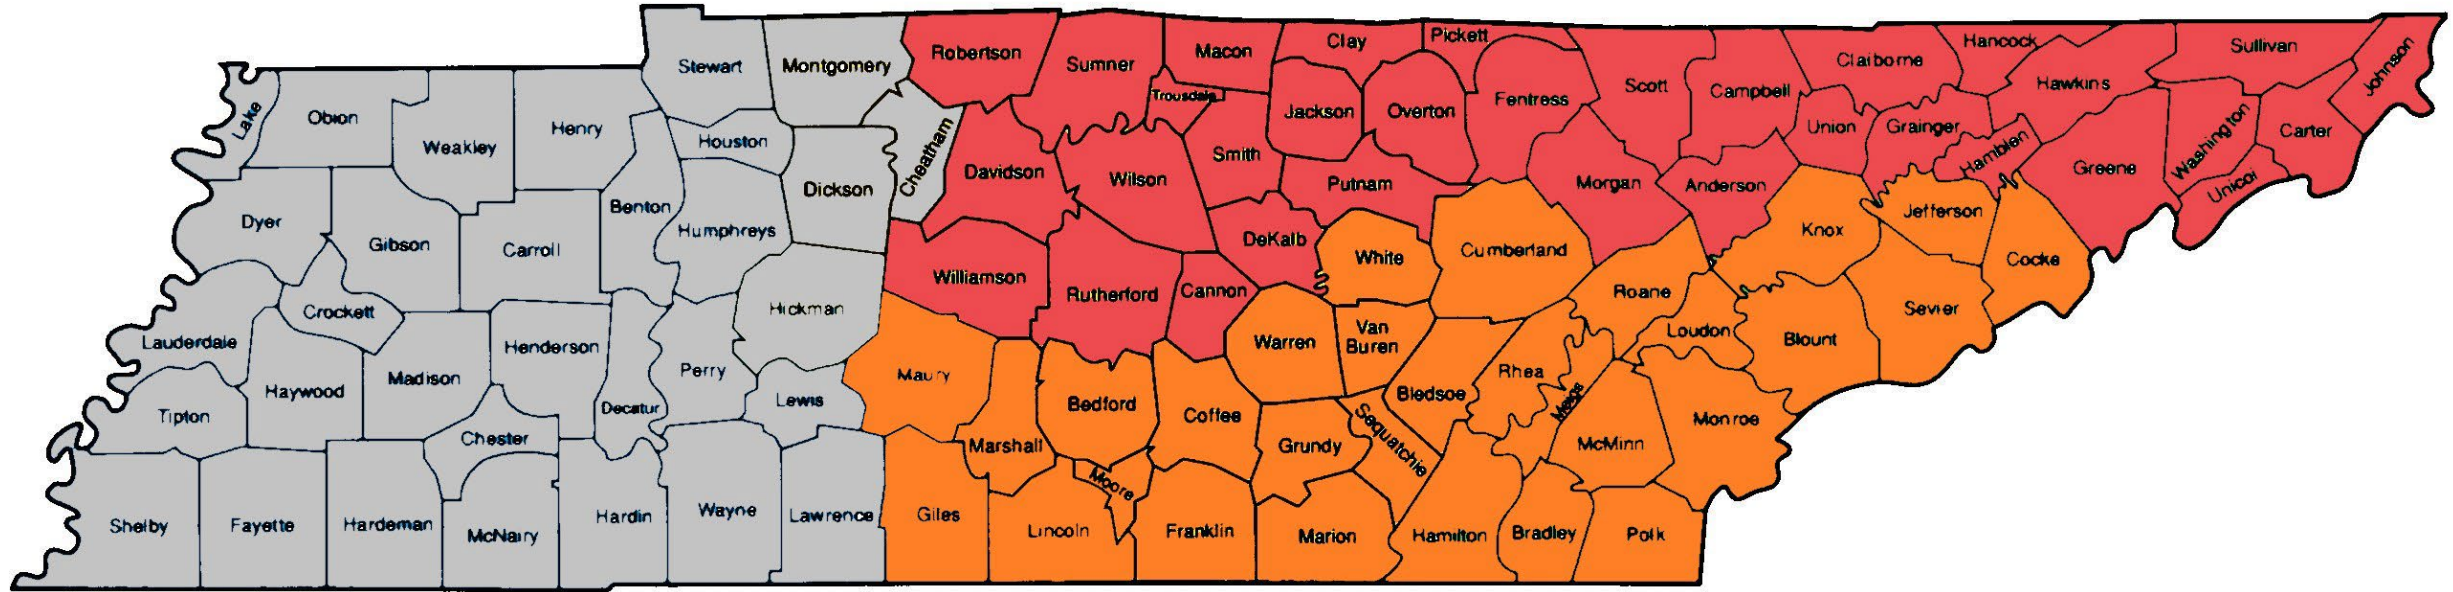 Lake
Obion
Weakley
Henry
Stewart
Montgomery
Robertson
Sumner
Macon
Trousdale
Clay
Pickett
Jackson
Overton
Fentress
Scott
Campbell
Claiborne
Hancock
Hawkins
Sullivan
Johnson
Union
Grainger
Hamblen
Greene
Washington
Carter
Unicoi
Houston
Cheatham
Dickson
Davidson
Wilson
Smith
Putnam
Morgan
Anderson
Knox
Jefferson
Cocke
Dyer
Gibson
Carroll
Benton
Humphreys
Williamson
Rutherford
Cannon
DeKalb
White
Cumberland
Roane
Loudon
Blount
Sevier
Lauderdale
Crockett
Haywood
Madison
Henderson
Decatur
Perry
Hickman
Lewis
Maury
Marshall
Bedford
Coffee
Warren
Van
Buren
Bledsoe
Rhea
Meigs
McMinn
Monroe
Tipton
Chester
Moore
Grundy
Sequatchie
Shelby
Fayette
Hardeman
McNairy
Hardin
Wayne
Lawrence
Giles
Lincoln
Franklin
Marion
Hamilton
Bradley
Polk